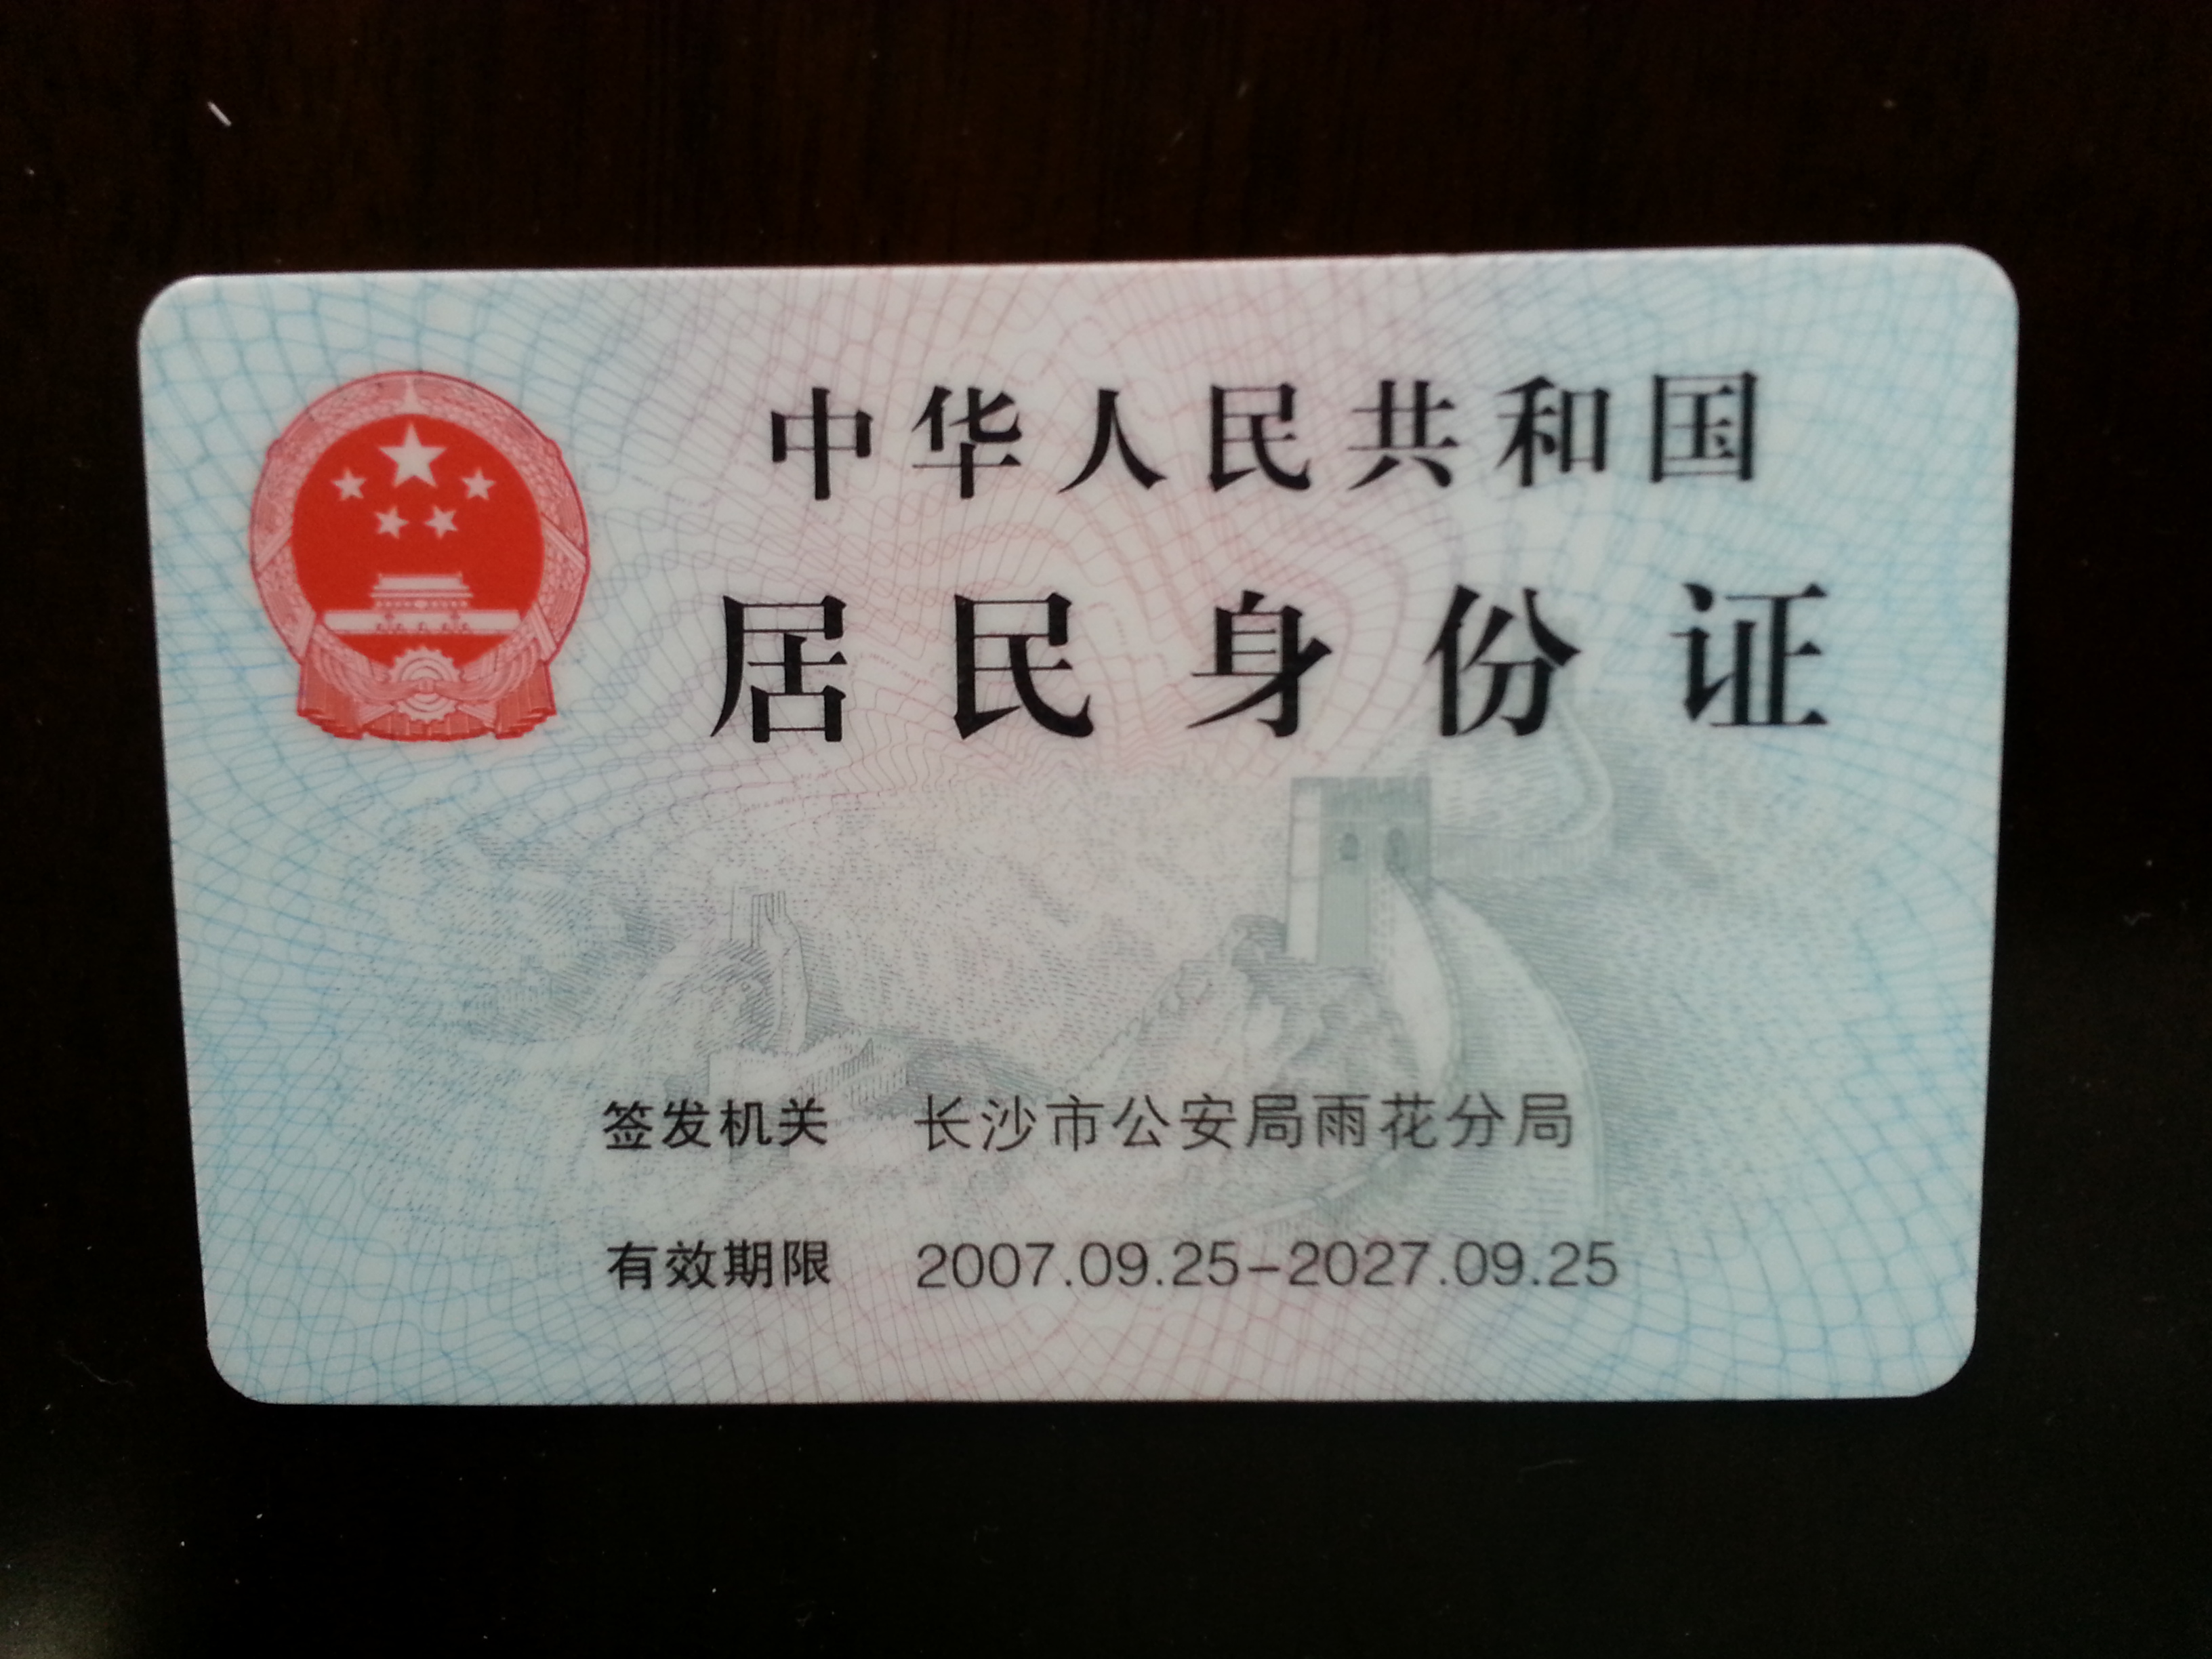 中华人民共和国
居民身份证
签发机关 长沙市公安局雨花分局
有效期限 2007.09.25-2027.09.25